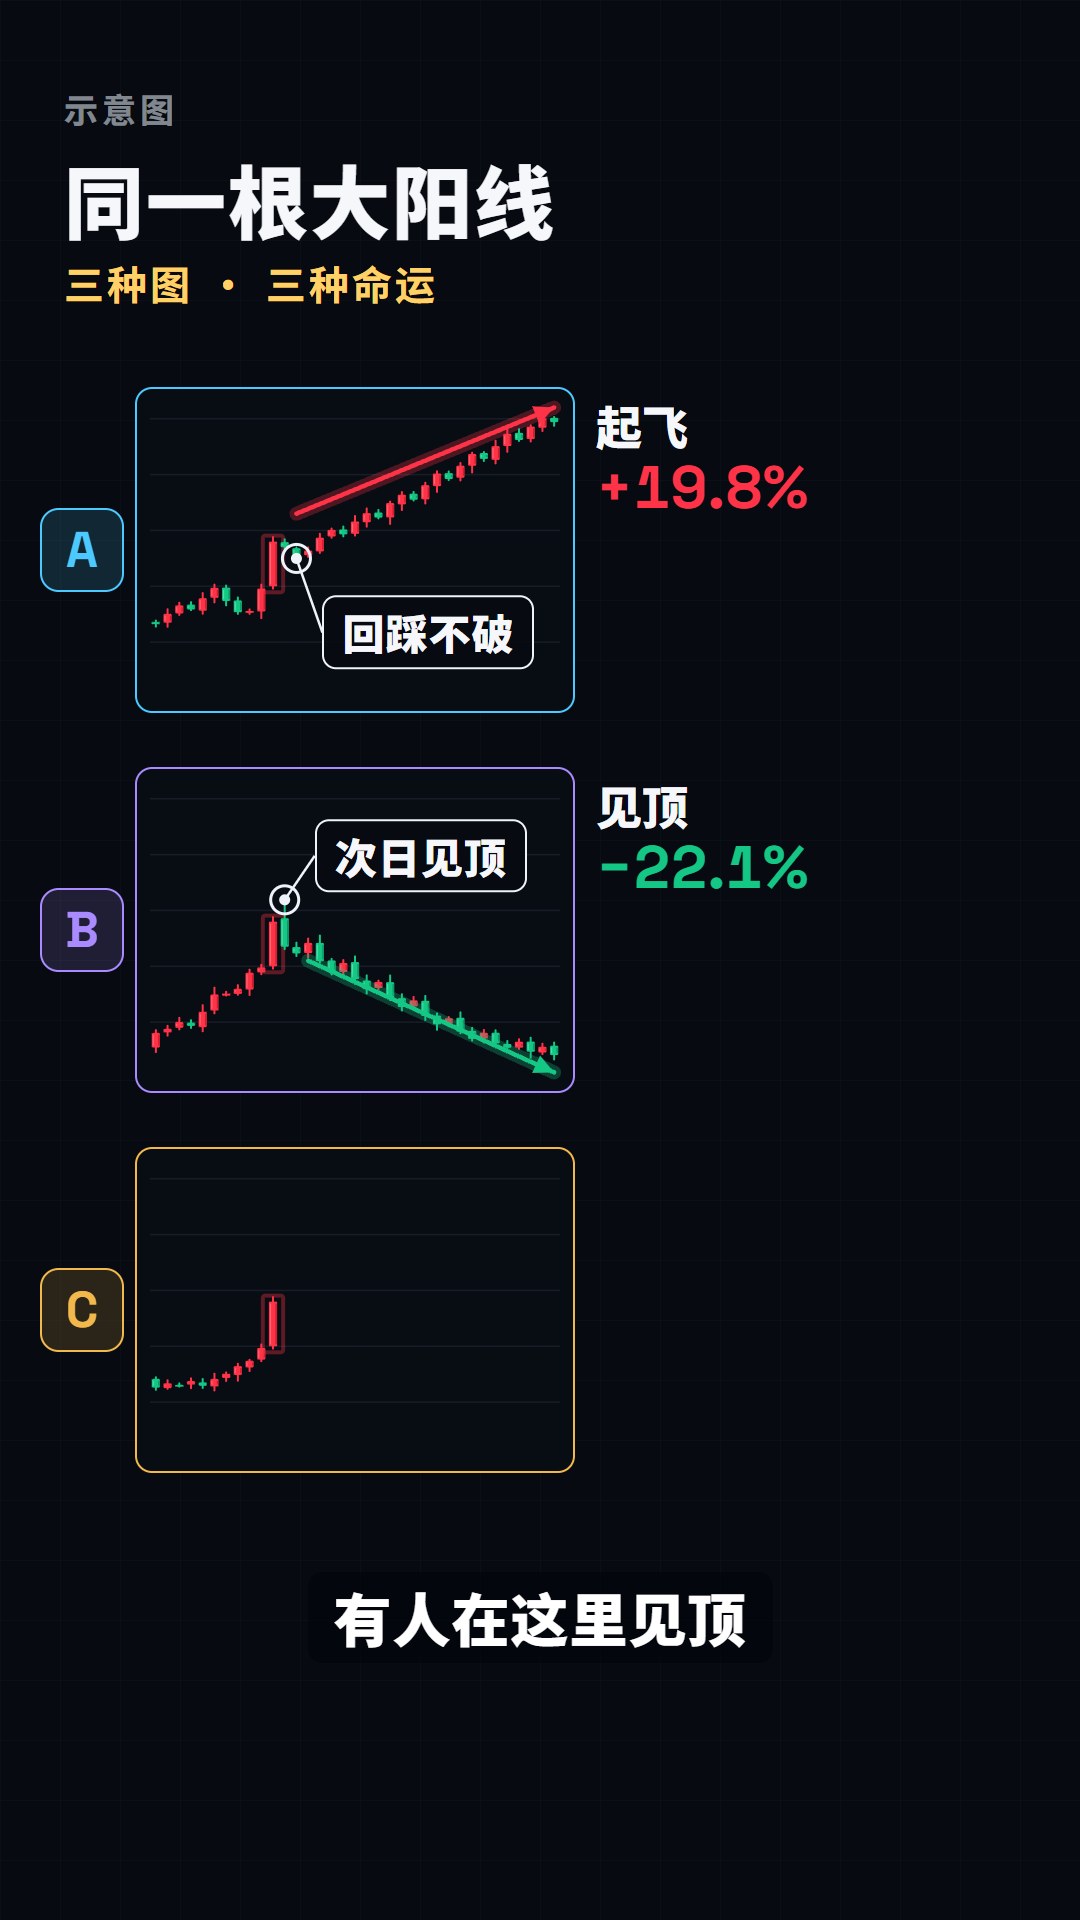 示意图
同一根大阳线
三种图 · 三种命运
起飞
+19.8%
A
回踩不破
见顶
-22.1%
次日见顶
B
C
有人在这里见顶